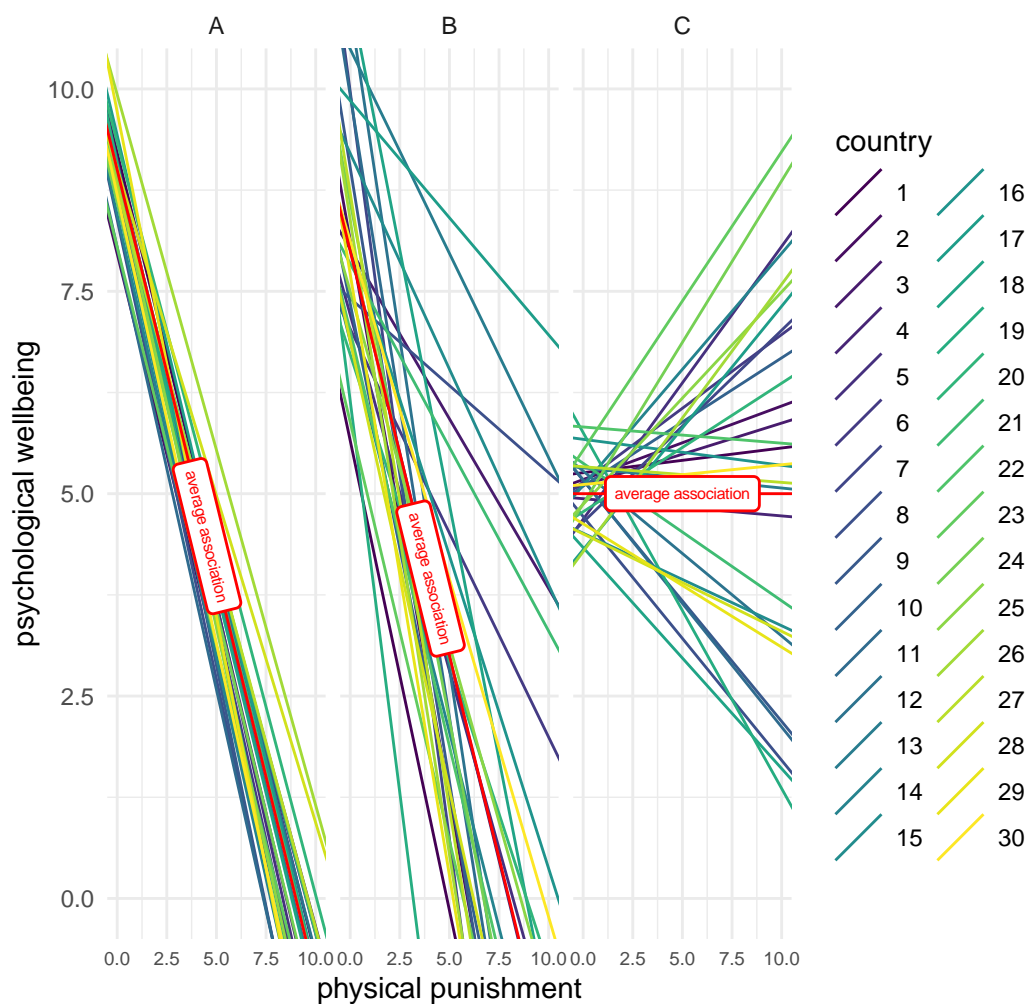 A B C
10.0
7.5
5.0
2.5
0.0
psychological wellbeing
average association
average association
average association
0.0 2.5 5.0 7.5 10.0 0.0 2.5 5.0 7.5 10.0 0.0 2.5 5.0 7.5 10.0
physical punishment
country
1 16
2 17
3 18
4 19
5 20
6 21
7 22
8 23
9 24
10 25
11 26
12 27
13 28
14 29
15 30